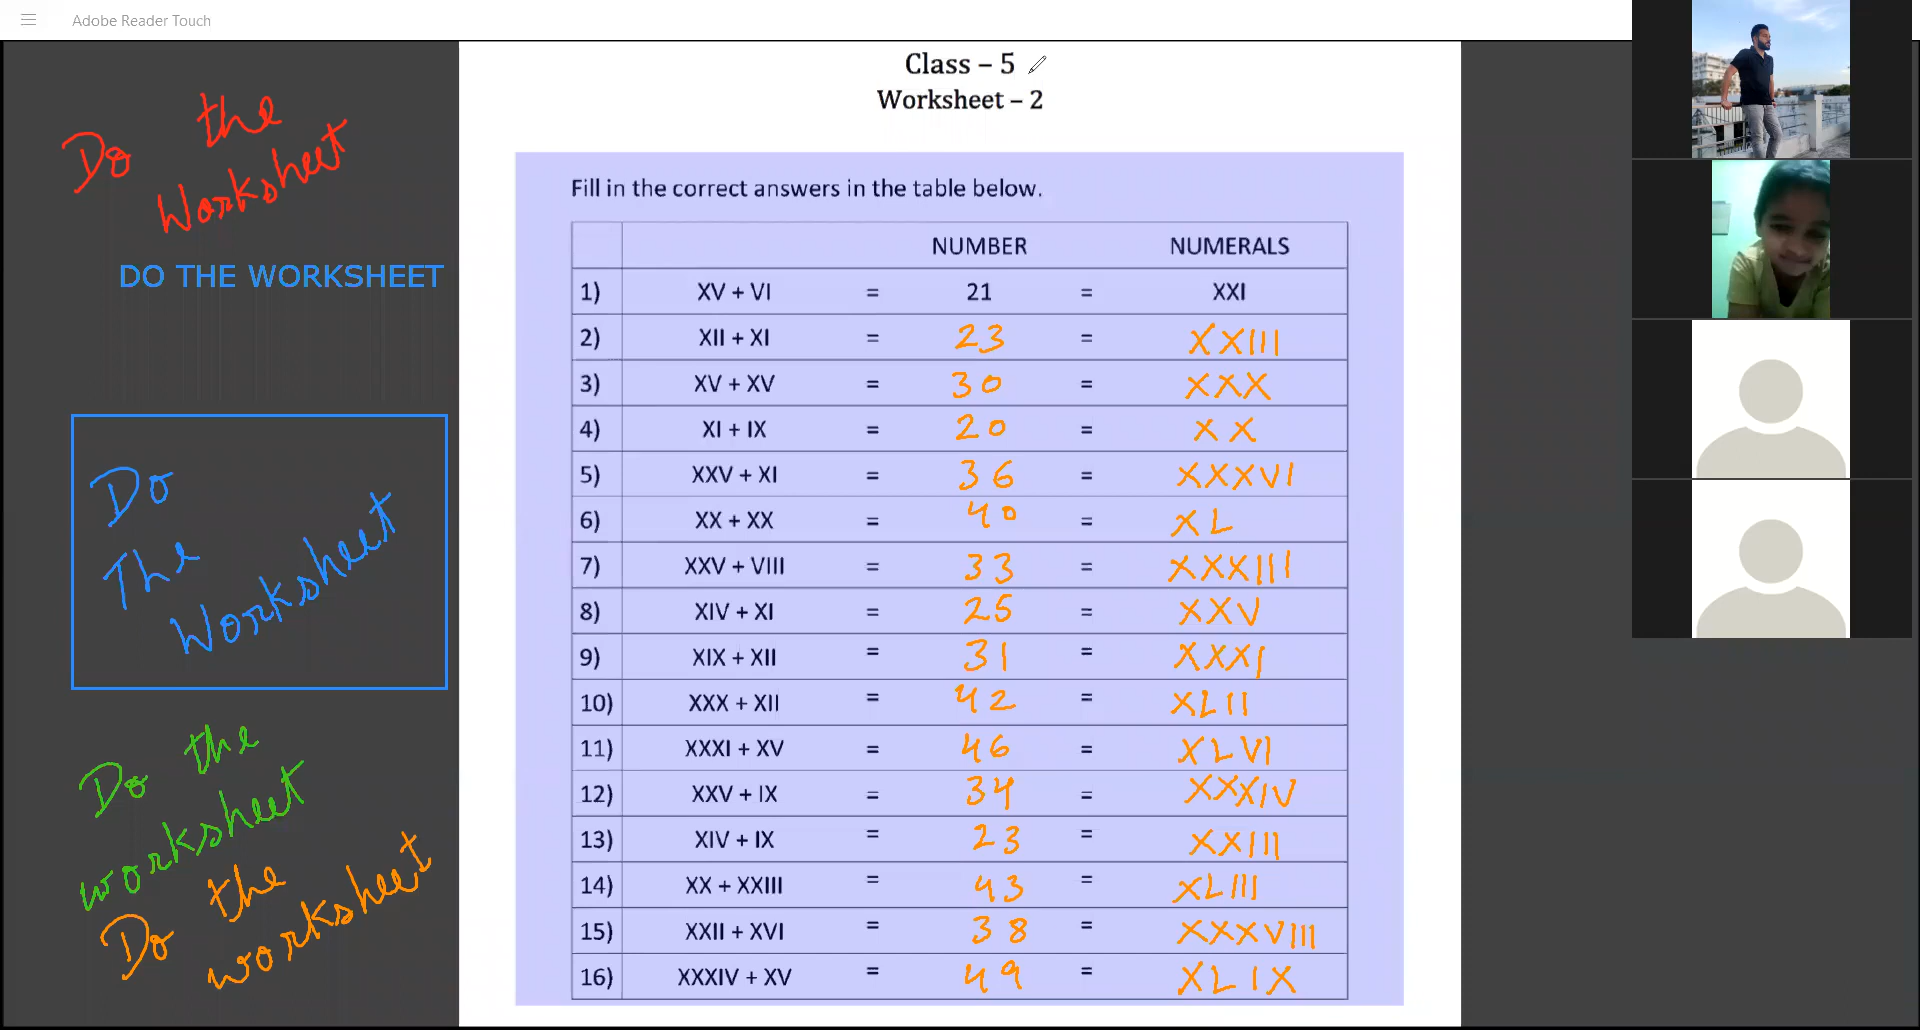 Adobe Reader Touch
Do the
Worksheet
DO THE WORKSHEET
Do
The
Worksheet
Do the
worksheet
Do the
worksheet
Class – 5
Worksheet – 2
Fill in the correct answers in the table below.
NUMBER NUMERALS
1) XV + VI = 21 = XXI
2) XII + XI = 23 = XXIII
3) XV + XV = 30 = XXX
4) XI + IX = 20 = XX
5) XXV + XI = 36 = XXXVI
6) XX + XX = 40 = XL
7) XXV + VIII = 33 = XXXIII
8) XIV + XI = 25 = XXV
9) XIX + XII = 31 = XXXI
10) XXX + XII = 42 = XLII
11) XXXI + XV = 46 = XLVI
12) XXV + IX = 34 = XXXIV
13) XIV + IX = 23 = XXIII
14) XX + XXIII = 43 = XLIII
15) XXII + XVI = 38 = XXXVIII
16) XXXIV + XV = 49 = XLIX